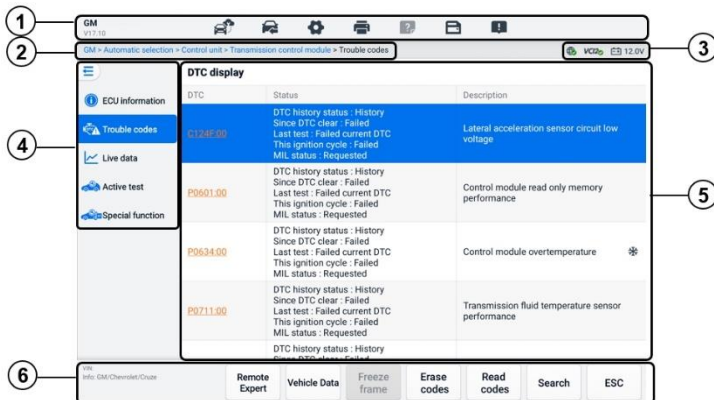 1
GM
V17.10
2
GM > Automatic selection > Control unit > Transmission control module > Trouble codes
VCI
12.0V
3
DTC display
DTC Status Description
ECU information
4
Trouble codes
Live data
Active test
Special function
C124F:00
DTC history status : History
Since DTC clear : Failed
Last test : Failed current DTC
This ignition cycle : Failed
MIL status : Requested
Lateral acceleration sensor circuit low
voltage
5
P0601:00
DTC history status : History
Since DTC clear : Failed
Last test : Failed current DTC
This ignition cycle : Failed
MIL status : Requested
Control module read only memory
performance
P0634:00
DTC history status : History
Since DTC clear : Failed
Last test : Failed current DTC
This ignition cycle : Failed
MIL status : Requested
Control module overtemperature
P0711:00
DTC history status : History
Since DTC clear : Failed
Last test : Failed current DTC
This ignition cycle : Failed
MIL status : Requested
Transmission fluid temperature sensor
performance
DTC history status : History
Since DTC clear : Failed
6
VIN:
Info: GM/Chevrolet/Cruze
Remote
Expert
Vehicle Data
Freeze
frame
Erase
codes
Read
codes
Search
ESC